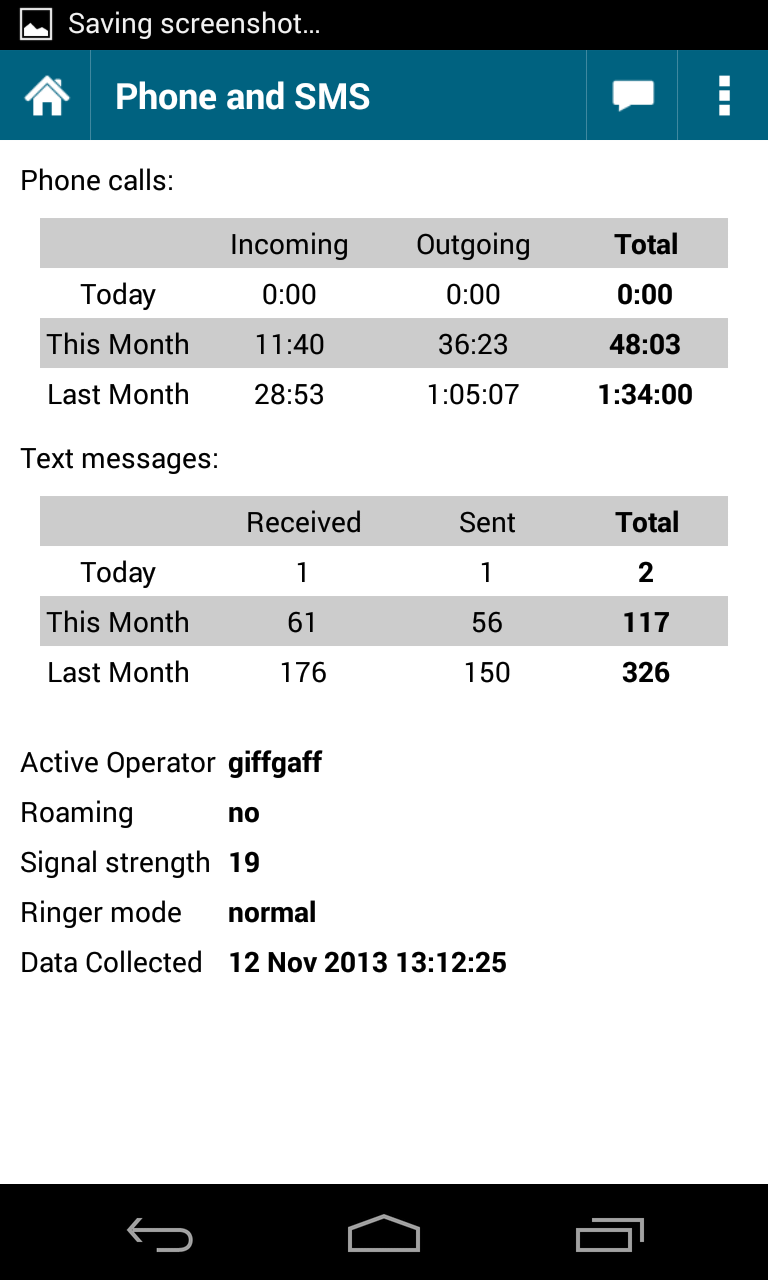 Saving screenshot...
Phone and SMS
Phone calls:
Incoming Outgoing Total
Today 0:00 0:00 0:00
This Month 11:40 36:23 48:03
Last Month 28:53 1:05:07 1:34:00
Text messages:
Received Sent Total
Today 1 1 2
This Month 61 56 117
Last Month 176 150 326
Active Operator giffgaff
Roaming no
Signal strength 19
Ringer mode normal
Data Collected 12 Nov 2013 13:12:25